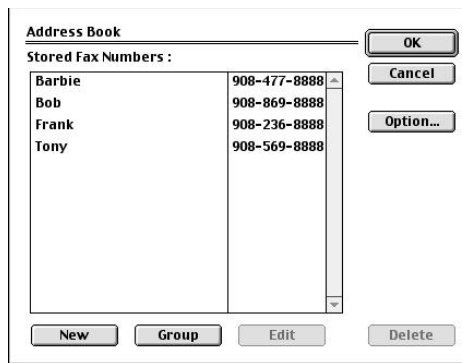 Address Book
OK
Stored Fax Numbers :
Cancel
Barbie 908-477-8888
Bob 908-869-8888
Frank 908-236-8888
Option...
Tony 908-569-8888
New Group Edit Delete